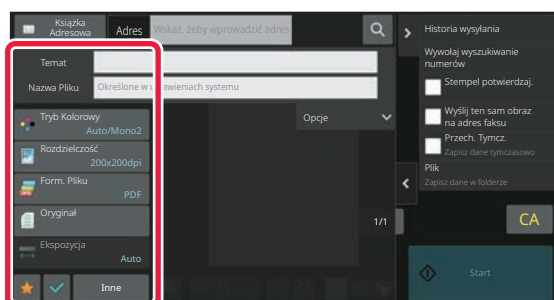 Książka
Adresowa
Adres
Wskaż, żeby wprowadzić adres
Temat
Nazwa Pliku
Określone w ustawieniach systemu
Tryb Kolorowy
Auto/Mono2
Rozdzielczość
200x200dpi
Form. Pliku
PDF
Oryginał
Ekspozycja
Auto
Inne
Opcje
1/1
Historia wysyłania
Wywołaj wyszukiwanie
numerów
Stempel potwierdzaj.
Wyślij ten sam obraz
na adres faksu
Przech. Tymcz.
Zapisz dane tymczasowo
Plik
Zapisz dane w folderze
CA
Start